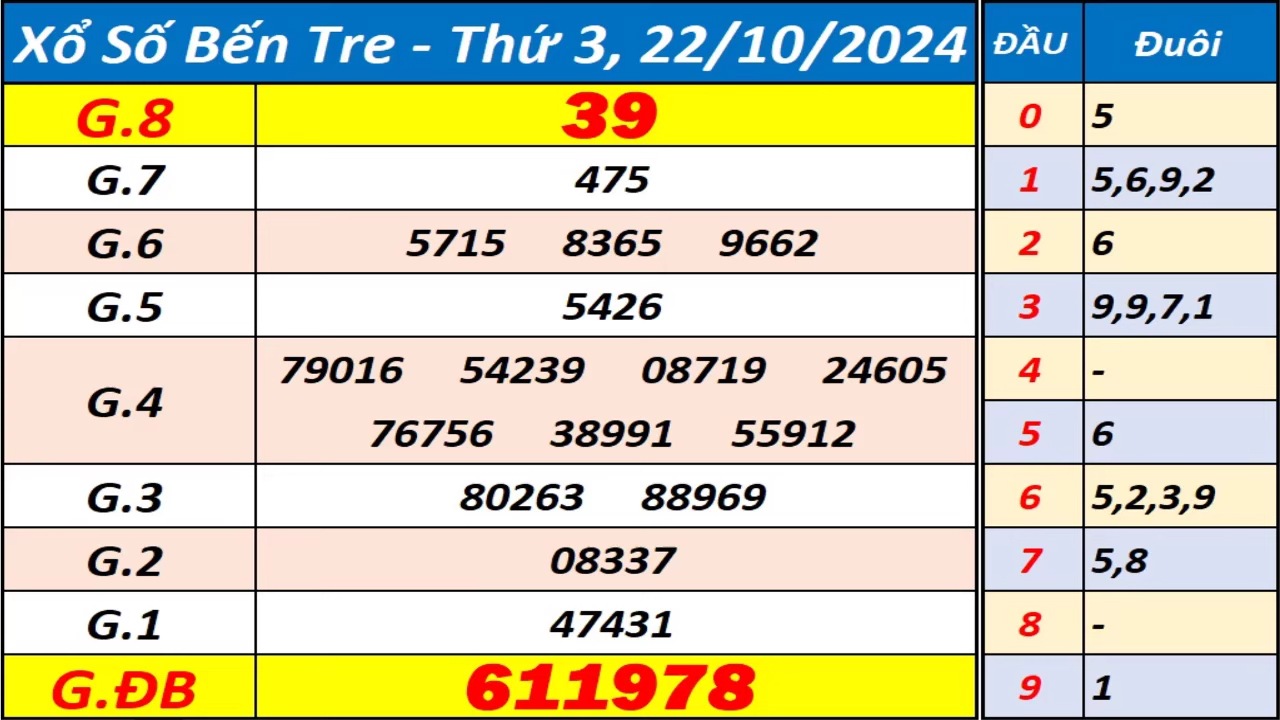 Xổ Số Bến Tre - Thứ 3, 22/10/2024
G.8 39
G.7 475
G.6 5715 8365 9662
G.5 5426
G.4 79016 54239 08719 24605
76756 38991 55912
G.3 80263 88969
G.2 08337
G.1 47431
G.ĐB 611978
ĐẦU Đuôi
0 5
1 5,6,9,2
2 6
3 9,9,7,1
4 -
5 6
6 5,2,3,9
7 5,8
8 -
9 1